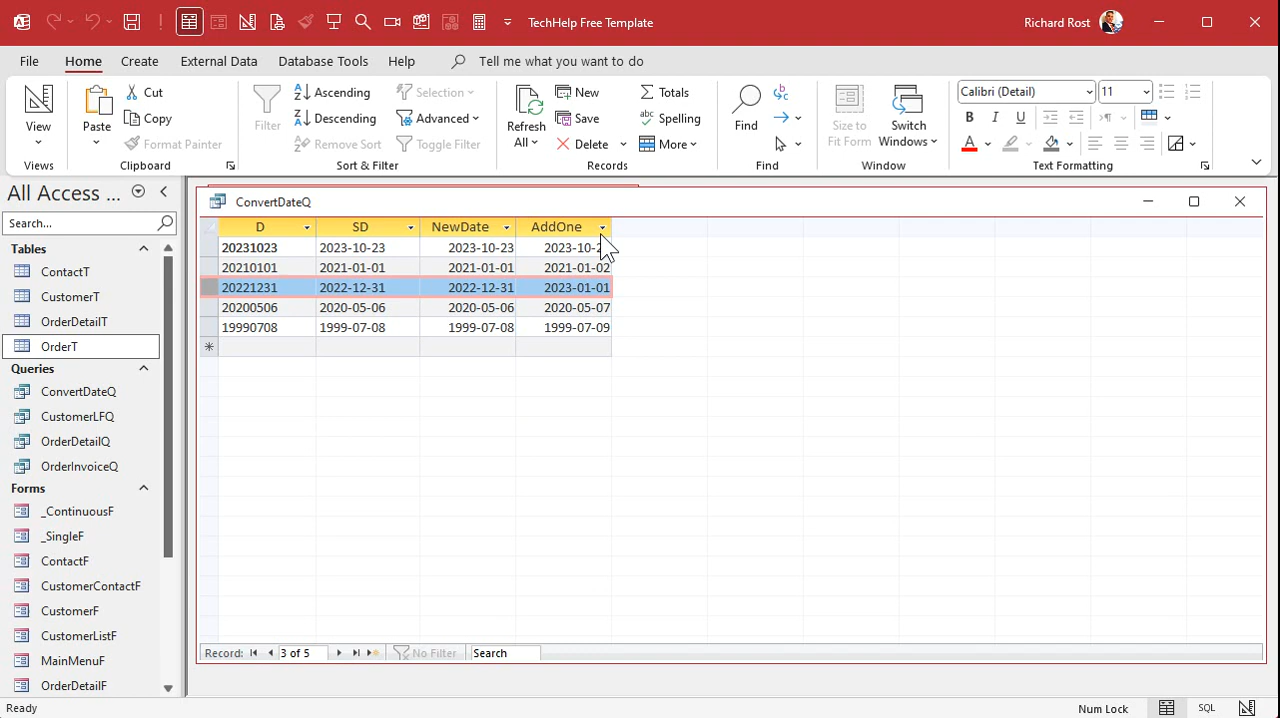 TechHelp Free Template
Richard Rost
File Home Create External Data Database Tools Help Tell me what you want to do
View
Views
Paste
Cut
Copy
Format Painter
Clipboard
Filter
Ascending
Descending
Remove Sort
Selection
Advanced
Toggle Filter
Sort & Filter
Refresh
All
New
Save
Delete
Totals
Spelling
More
Records
Find
Find
Size to
Fit Form
Switch
Windows
Window
Calibri (Detail) 11
B I U
Text Formatting
All Access ...
Search...
Tables
ContactT
CustomerT
OrderDetailT
OrderT
Queries
ConvertDateQ
CustomerLFQ
OrderDetailQ
OrderInvoiceQ
Forms
_ContinuousF
_SingleF
ContactF
CustomerContactF
CustomerF
CustomerListF
MainMenuF
OrderDetailF
ConvertDateQ
D SD NewDate AddOne
20231023 2023-10-23 2023-10-23 2023-10-2
20210101 2021-01-01 2021-01-01 2021-01-02
20221231 2022-12-31 2022-12-31 2023-01-01
20200506 2020-05-06 2020-05-06 2020-05-07
19990708 1999-07-08 1999-07-08 1999-07-09
Record: 3 of 5 No Filter Search
Ready
Num Lock
SQL